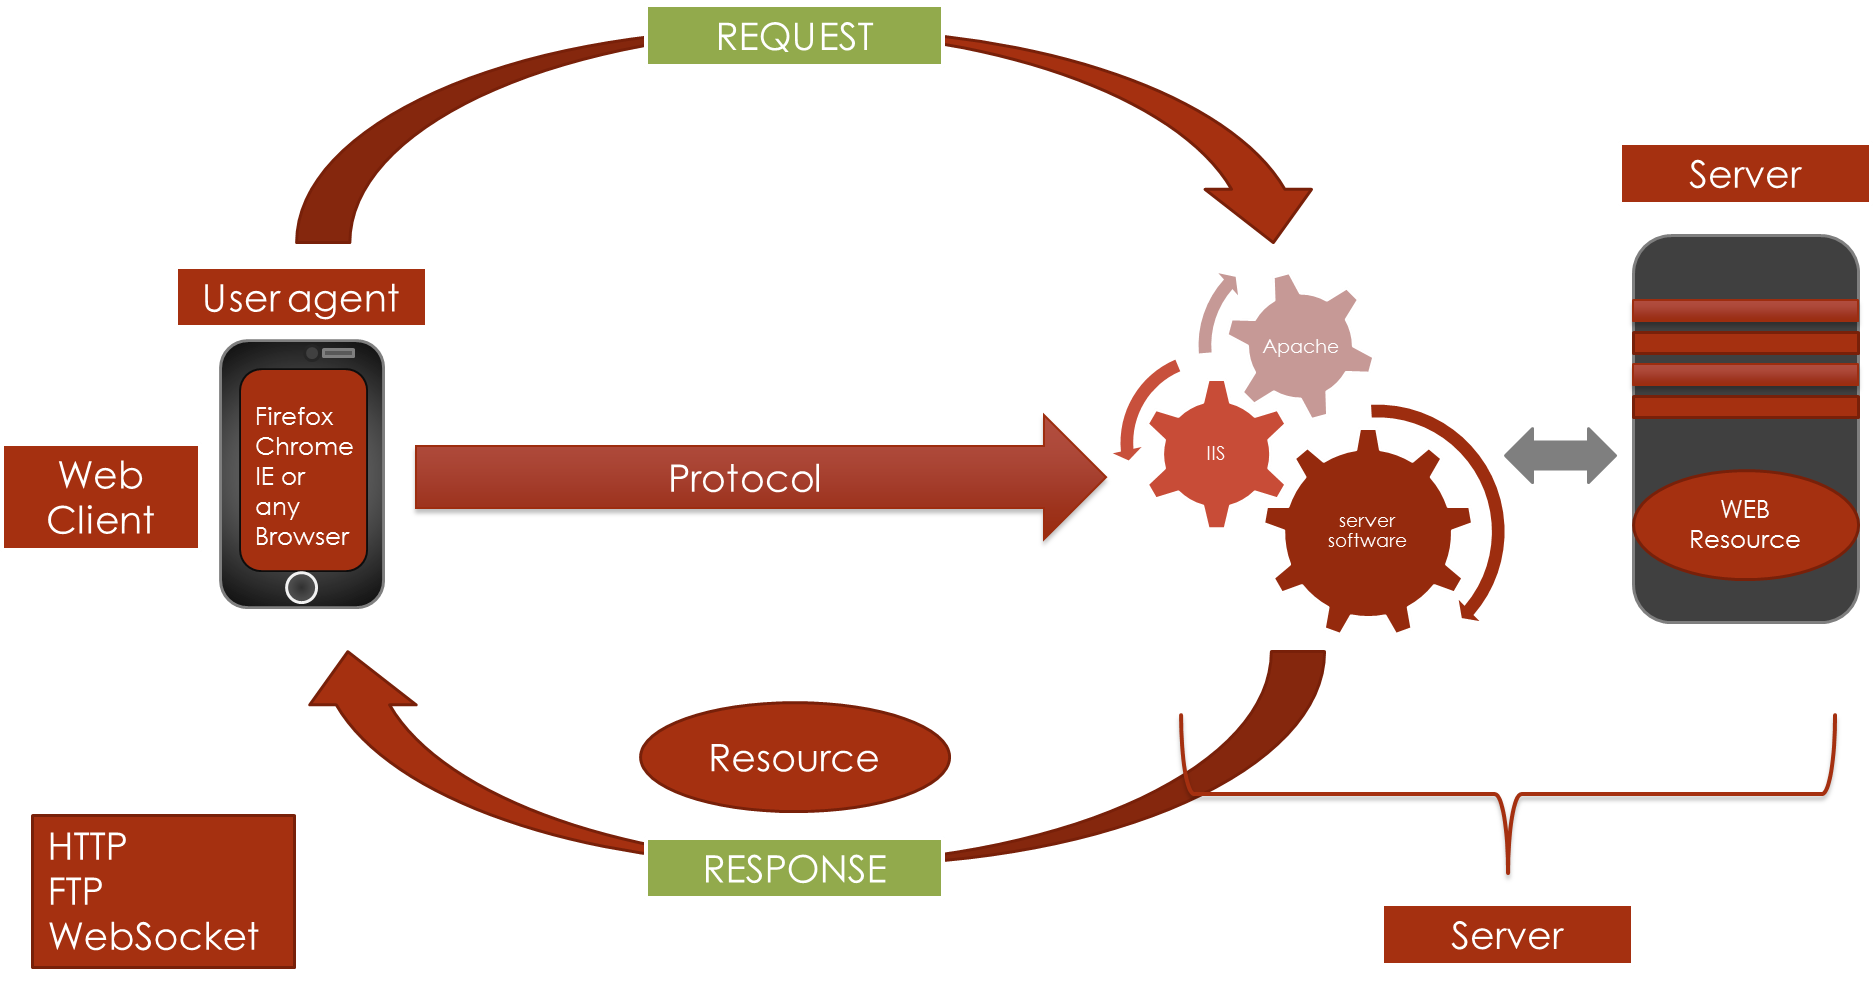 REQUEST
Server
User agent
Apache
Firefox
Chrome
IE or
any
Browser
Web
Client
Protocol
IIS
server
software
WEB
Resource
Resource
RESPONSE
HTTP
FTP
WebSocket
Server